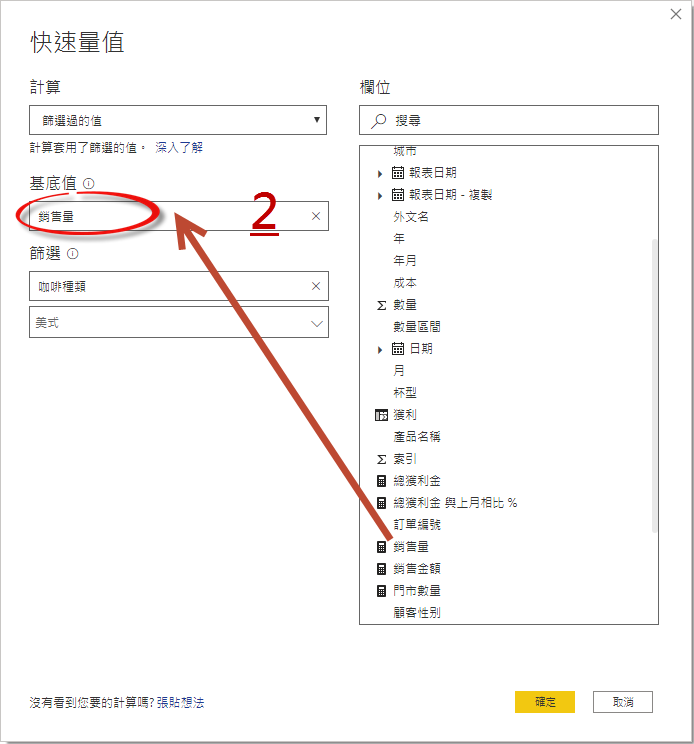 快速量值
計算
篩選過的值
計算套用了篩選的值。 深入了解
基底值
銷售量
2
篩選
咖啡種類
美式
欄位
搜尋
城市
報表日期
報表日期 - 複製
外文名
年
年月
成本
數量
數量區間
日期
月
杯型
獲利
產品名稱
索引
總獲利金
總獲利金 與上月相比 %
訂單編號
銷售量
銷售金額
門市數量
顧客性別
沒有看到您要的計算嗎? 張貼想法
確定
取消